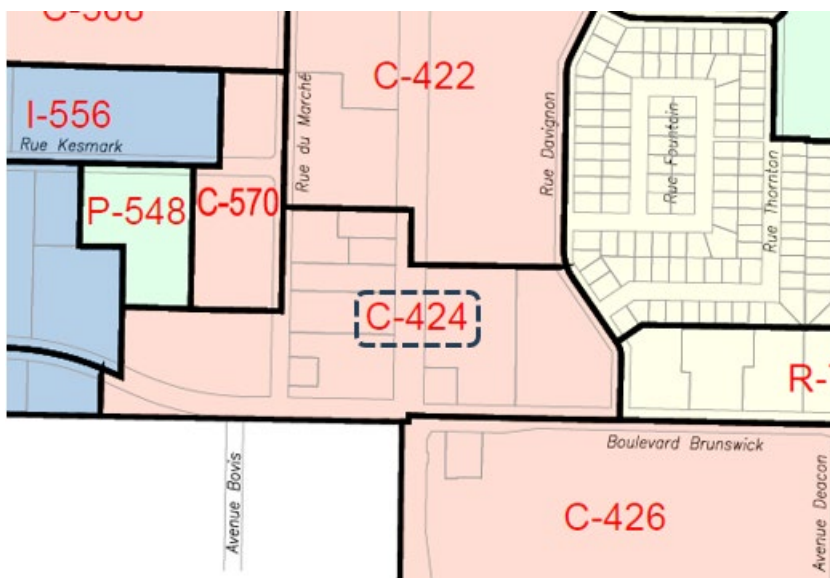 C-422
I-556
Rue Kesmark
Rue du Marché
Rue Davignon
Rue Fountain
Rue Thornton
P-548
C-570
C-424
Boulevard Brunswick
Avenue Bovis
C-426
Avenue Deacon